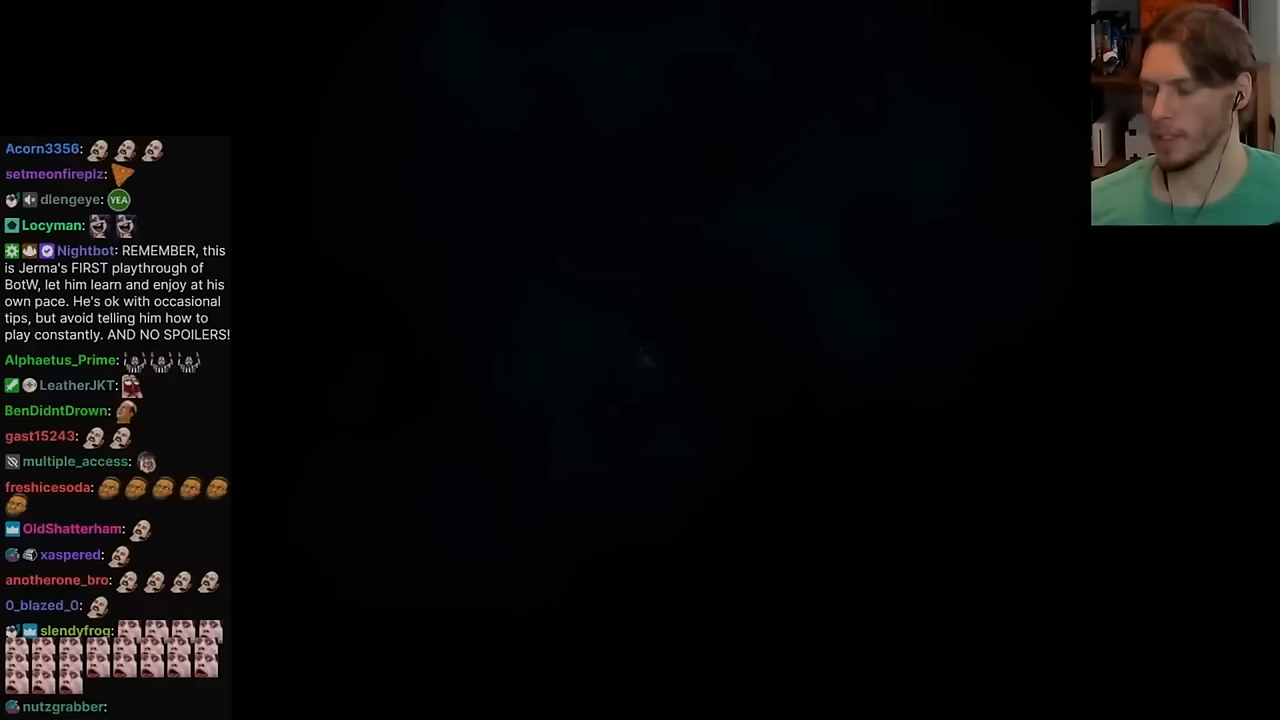 Acorn3356:
setmeonfireplz:
dlengeye: YEA
Locyman:
Nightbot: REMEMBER, this
is Jerma's FIRST playthrough of
BotW, let him learn and enjoy at his
own pace. He's ok with occasional
tips, but avoid telling him how to
play constantly. AND NO SPOILERS!
Alphaetus_Prime:
LeatherJKT:
BenDidntDrown:
gast15243:
multiple_access:
freshicesoda:
OldShatterham:
xaspered:
anotherone_bro:
0_blazed_0:
slendyfrog:
nutzgrabber: